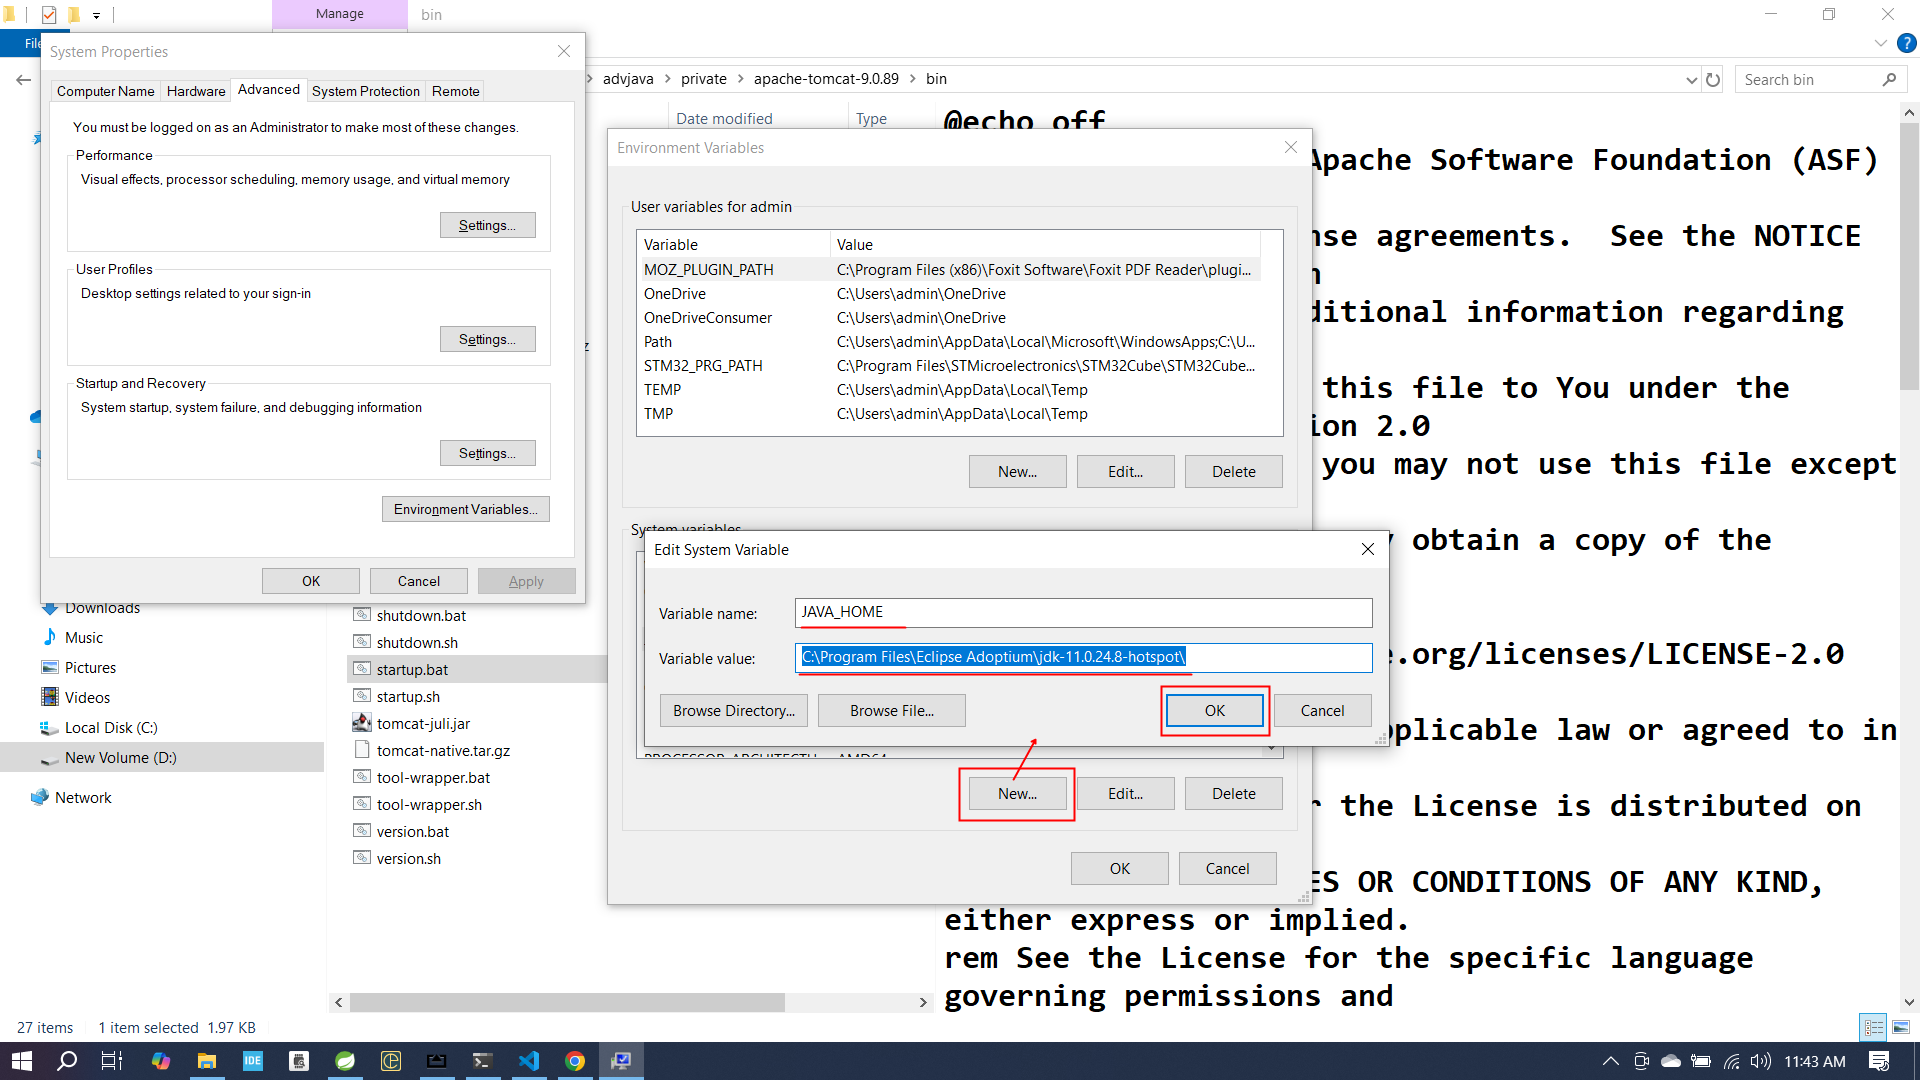 Manage
bin
File
System Properties
Computer Name
Hardware
Advanced
System Protection
Remote
You must be logged on as an Administrator to make most of these changes.
Performance
Visual effects, processor scheduling, memory usage, and virtual memory
Settings...
User Profiles
Desktop settings related to your sign-in
Settings...
Startup and Recovery
System startup, system failure, and debugging information
Settings...
Environment Variables...
OK
Cancel
Apply
advjava > private > apache-tomcat-9.0.89 > bin
Search bin
Date modified
Type
Environment Variables
User variables for admin
Variable Value
MOZ_PLUGIN_PATH C:\Program Files (x86)\Foxit Software\Foxit PDF Reader\plugi...
OneDrive C:\Users\admin\OneDrive
OneDriveConsumer C:\Users\admin\OneDrive
Path C:\Users\admin\AppData\Local\Microsoft\WindowsApps;C:\U...
STM32_PRG_PATH C:\Program Files\STMicroelectronics\STM32Cube\STM32Cube...
TEMP C:\Users\admin\AppData\Local\Temp
TMP C:\Users\admin\AppData\Local\Temp
New...
Edit...
Delete
System variables
Edit System Variable
Variable name: JAVA_HOME
Variable value: C:\Program Files\Eclipse Adoptium\jdk-11.0.24.8-hotspot\
Browse Directory...
Browse File...
OK
Cancel
PROCESSOR_ARCHITECTU... AMD64
New...
Edit...
Delete
OK
Cancel
Downloads
Music
Pictures
Videos
Local Disk (C:)
New Volume (D:)
Network
shutdown.bat
shutdown.sh
startup.bat
startup.sh
tomcat-juli.jar
tomcat-native.tar.gz
tool-wrapper.bat
tool-wrapper.sh
version.bat
version.sh
@echo off
Apache Software Foundation (ASF)
nse agreements. See the NOTICE
n
ditional information regarding
this file to You under the
ion 2.0
you may not use this file except
obtain a copy of the
e.org/licenses/LICENSE-2.0
pplicable law or agreed to in
r the License is distributed on
ES OR CONDITIONS OF ANY KIND,
either express or implied.
rem See the License for the specific language
governing permissions and
27 items
1 item selected 1.97 KB
IDE
11:43 AM